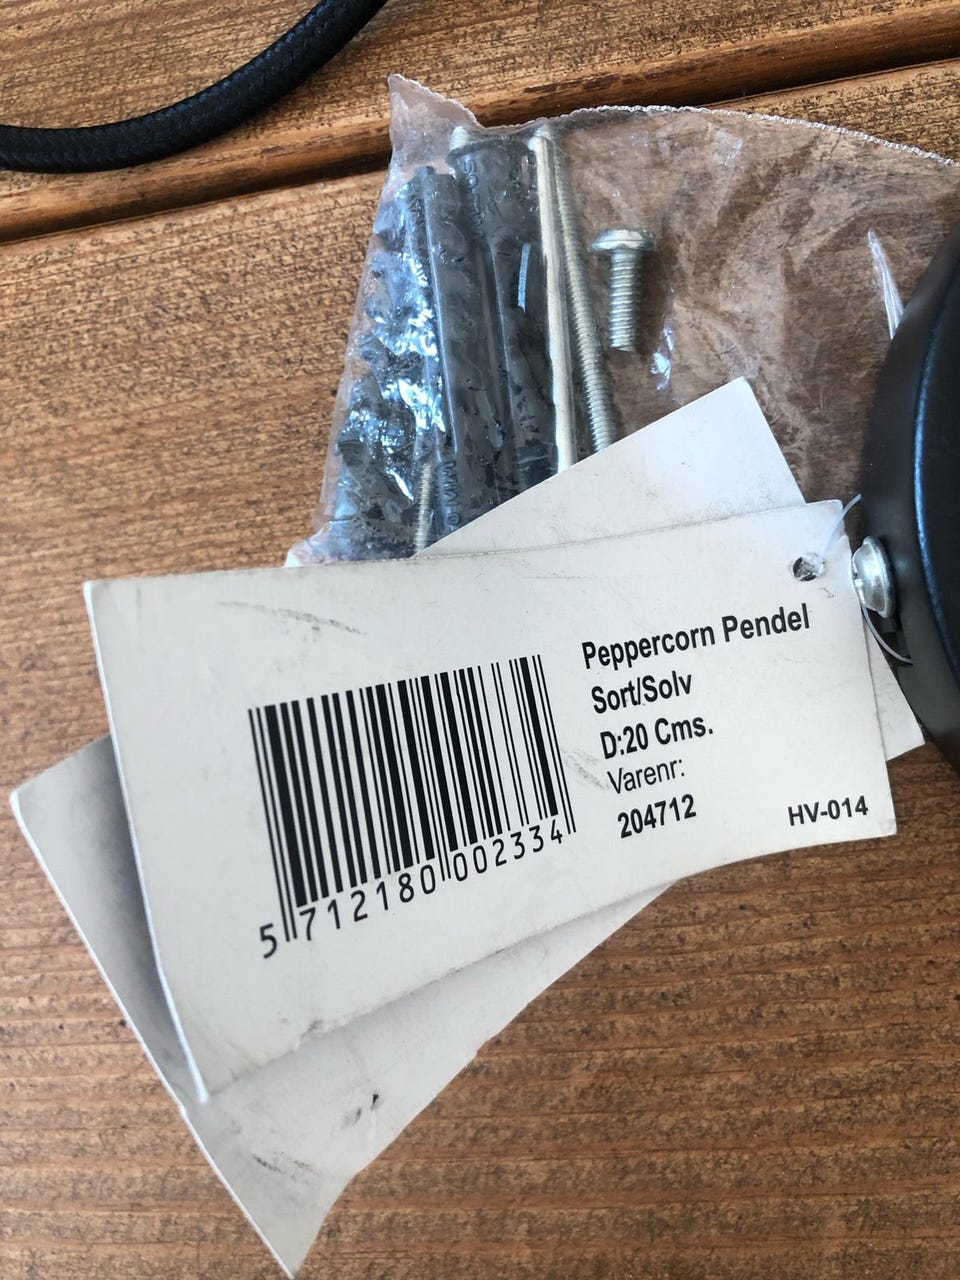 Peppercorn Pendel
Sort/Solv
D:20 Cms.
Varenr:
204712
HV-014
5 712180 002334